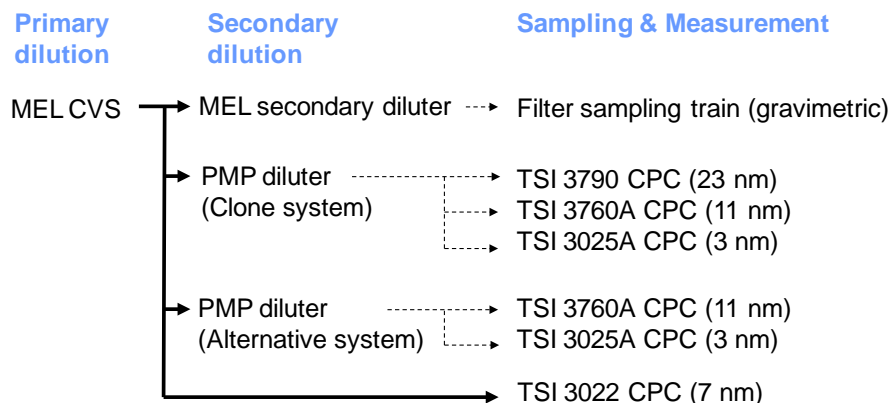 Primary dilution
Secondary dilution
Sampling & Measurement
MEL CVS
MEL secondary diluter
Filter sampling train (gravimetric)
PMP diluter
(Clone system)
TSI 3790 CPC (23 nm)
TSI 3760A CPC (11 nm)
TSI 3025A CPC (3 nm)
PMP diluter
(Alternative system)
TSI 3760A CPC (11 nm)
TSI 3025A CPC (3 nm)
TSI 3022 CPC (7 nm)